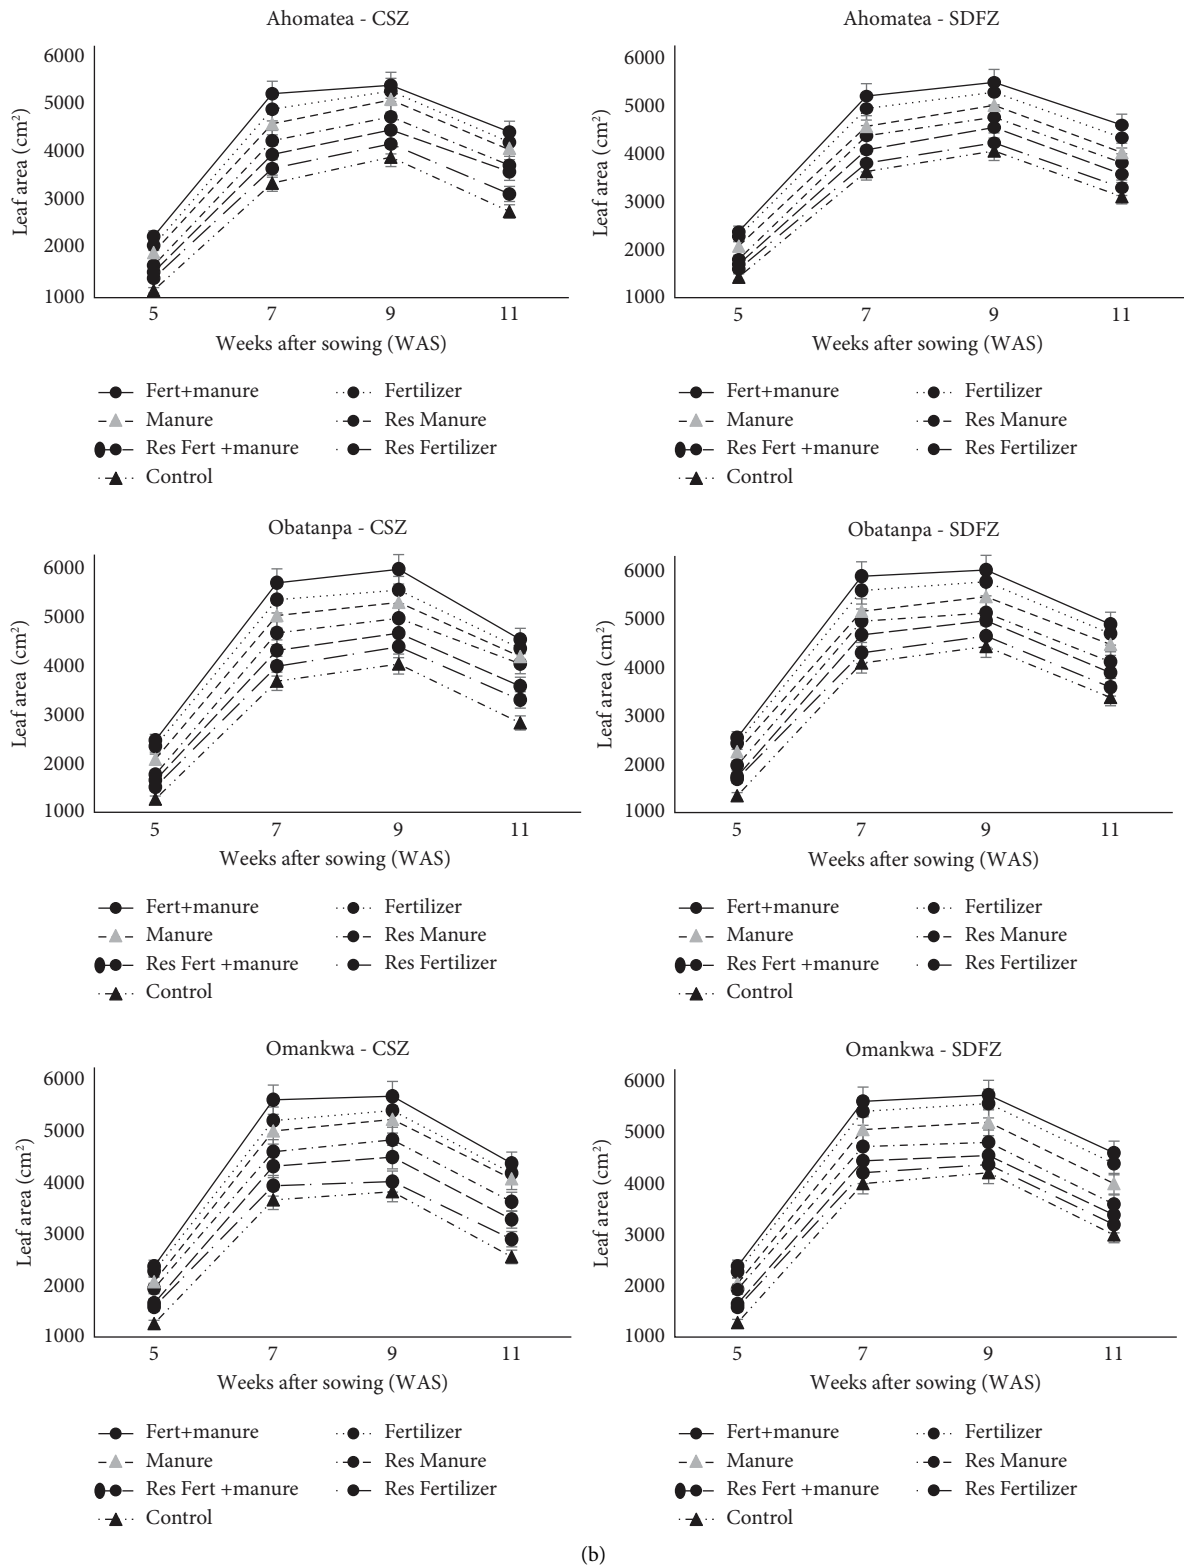 Ahomatea - CSZ
6000
5000
4000
3000
2000
1000
Leaf area (cm²)
5 7 9 11
Weeks after sowing (WAS)
Fert+manure Fertilizer
Manure Res Manure
Res Fert +manure Res Fertilizer
Control
Ahomatea - SDFZ
6000
5000
4000
3000
2000
1000
Leaf area (cm²)
5 7 9 11
Weeks after sowing (WAS)
Fert+manure Fertilizer
Manure Res Manure
Res Fert +manure Res Fertilizer
Control
Obatanpa - CSZ
6000
5000
4000
3000
2000
1000
Leaf area (cm²)
5 7 9 11
Weeks after sowing (WAS)
Fert+manure Fertilizer
Manure Res Manure
Res Fert +manure Res Fertilizer
Control
Obatanpa - SDFZ
6000
5000
4000
3000
2000
1000
Leaf area (cm²)
5 7 9 11
Weeks after sowing (WAS)
Fert+manure Fertilizer
Manure Res Manure
Res Fert +manure Res Fertilizer
Control
Omankwa - CSZ
6000
5000
4000
3000
2000
1000
Leaf area (cm²)
5 7 9 11
Weeks after sowing (WAS)
Fert+manure Fertilizer
Manure Res Manure
Res Fert +manure Res Fertilizer
Control
Omankwa - SDFZ
6000
5000
4000
3000
2000
1000
Leaf area (cm²)
5 7 9 11
Weeks after sowing (WAS)
Fert+manure Fertilizer
Manure Res Manure
Res Fert +manure Res Fertilizer
Control
(b)